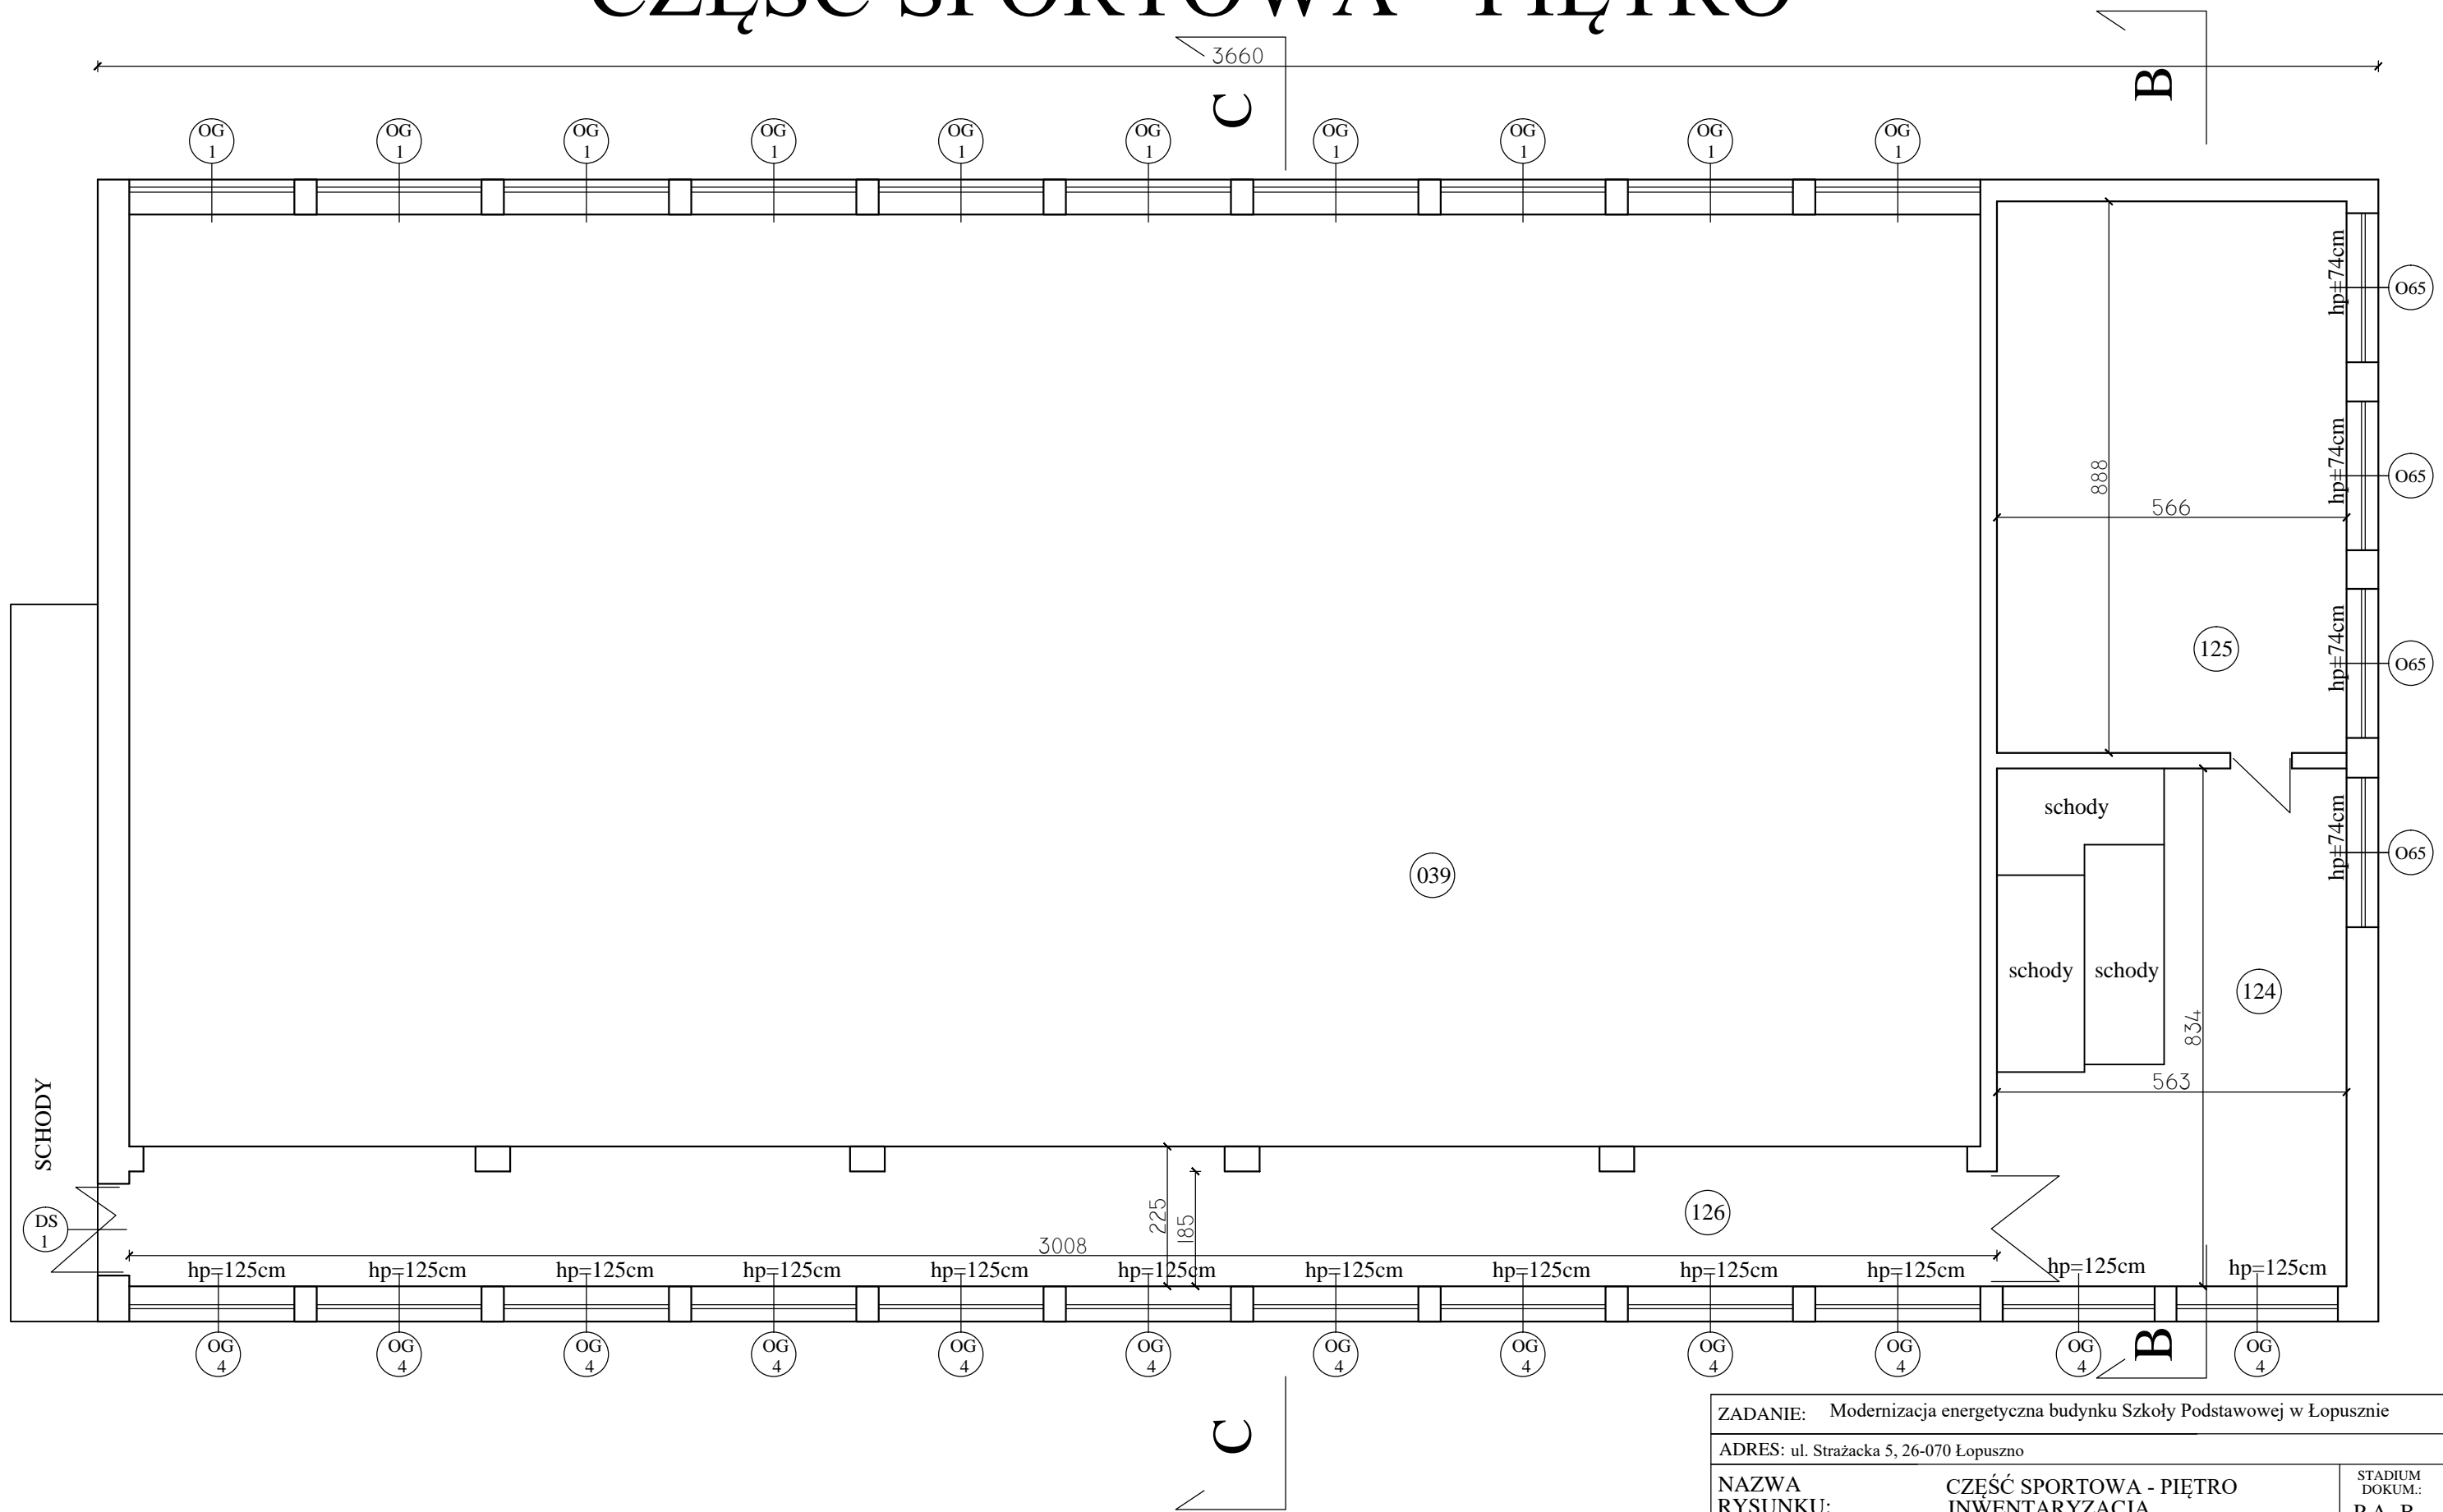 CZĘŚĆ SPORTOWA - PIĘTRO
3660
C
B
OG 1
OG 1
OG 1
OG 1
OG 1
OG 1
OG 1
OG 1
OG 1
OG 1
hp=74cm
O65
hp=74cm
O65
888
566
hp=74cm
O65
125
hp=74cm
O65
schody
039
schody
schody
124
834
563
SCHODY
DS 1
225
185
126
3008
hp=125cm
hp=125cm
hp=125cm
hp=125cm
hp=125cm
hp=125cm
hp=125cm
hp=125cm
hp=125cm
hp=125cm
hp=125cm
hp=125cm
OG 4
OG 4
OG 4
OG 4
OG 4
OG 4
OG 4
OG 4
OG 4
OG 4
OG 4
OG 4
B
C
ZADANIE: Modernizacja energetyczna budynku Szkoły Podstawowej w Łopusznie
ADRES: ul. Strażacka 5, 26-070 Łopuszno
NAZWA RYSUNKU:
CZĘŚĆ SPORTOWA - PIĘTRO
INWENTARYZACJA
STADIUM
DOKUM.:
P.A.-B.